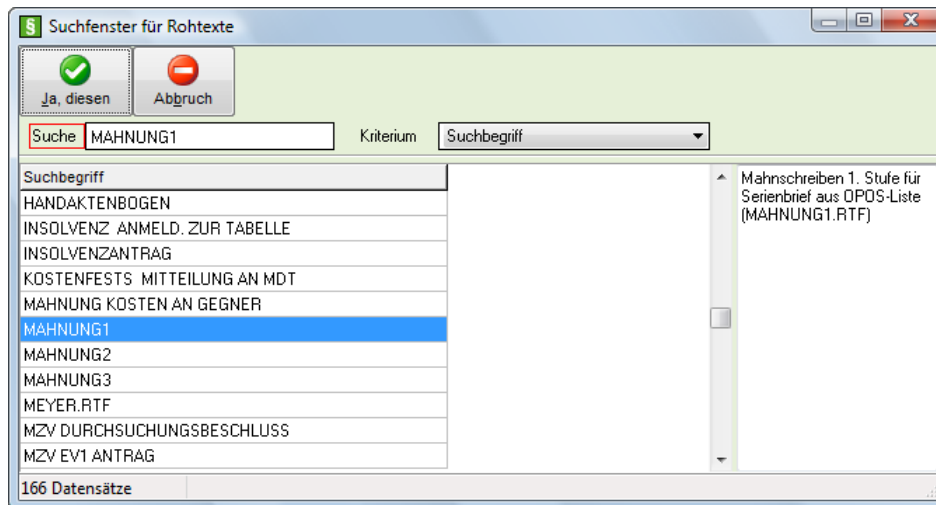 § Suchfenster für Rohtexte
Ja, diesen Abbruch
Suche MAHNUNG1 Kriterium Suchbegriff
Suchbegriff
HANDAKTENBOGEN
INSOLVENZ ANMELD. ZUR TABELLE
INSOLVENZANTRAG
KOSTENFESTS MITTEILUNG AN MDT
MAHNUNG KOSTEN AN GEGNER
MAHNUNG1
MAHNUNG2
MAHNUNG3
MEYER.RTF
MZV DURCHSUCHUNGSBESCHLUSS
MZV EV1 ANTRAG
Mahnschreiben 1. Stufe für
Serienbrief aus OPOS-Liste
(MAHNUNG1.RTF)
166 Datensätze